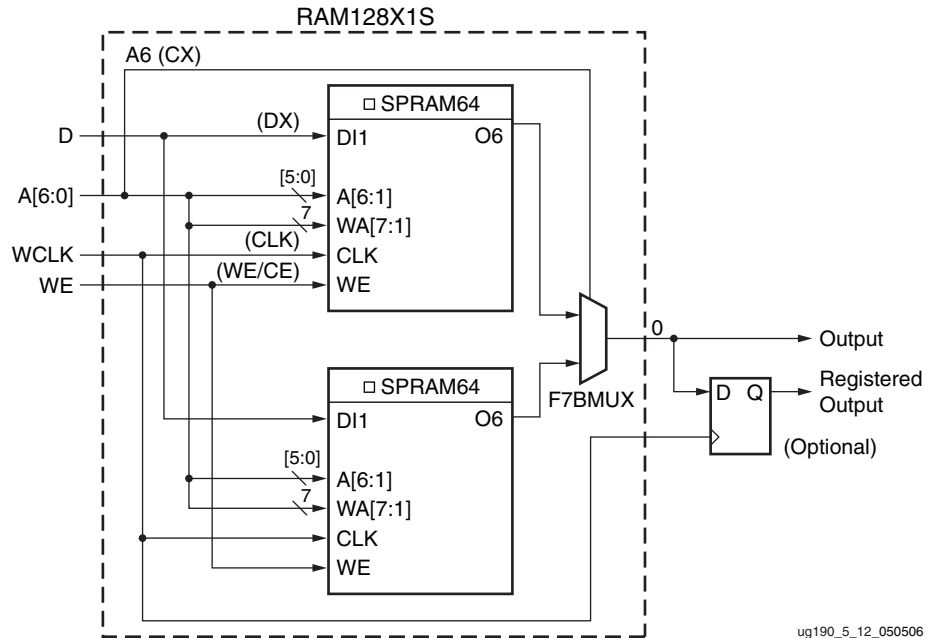 RAM128X1S
A6 (CX)
□ SPRAM64
D
(DX)
DI1
O6
A[6:0]
[5:0]
A[6:1]
7
WA[7:1]
WCLK
(CLK)
CLK
WE
(WE/CE)
WE
0
Output
□ SPRAM64
F7BMUX
D Q
Registered
Output
DI1
O6
(Optional)
[5:0]
A[6:1]
7
WA[7:1]
CLK
WE
ug190_5_12_050506